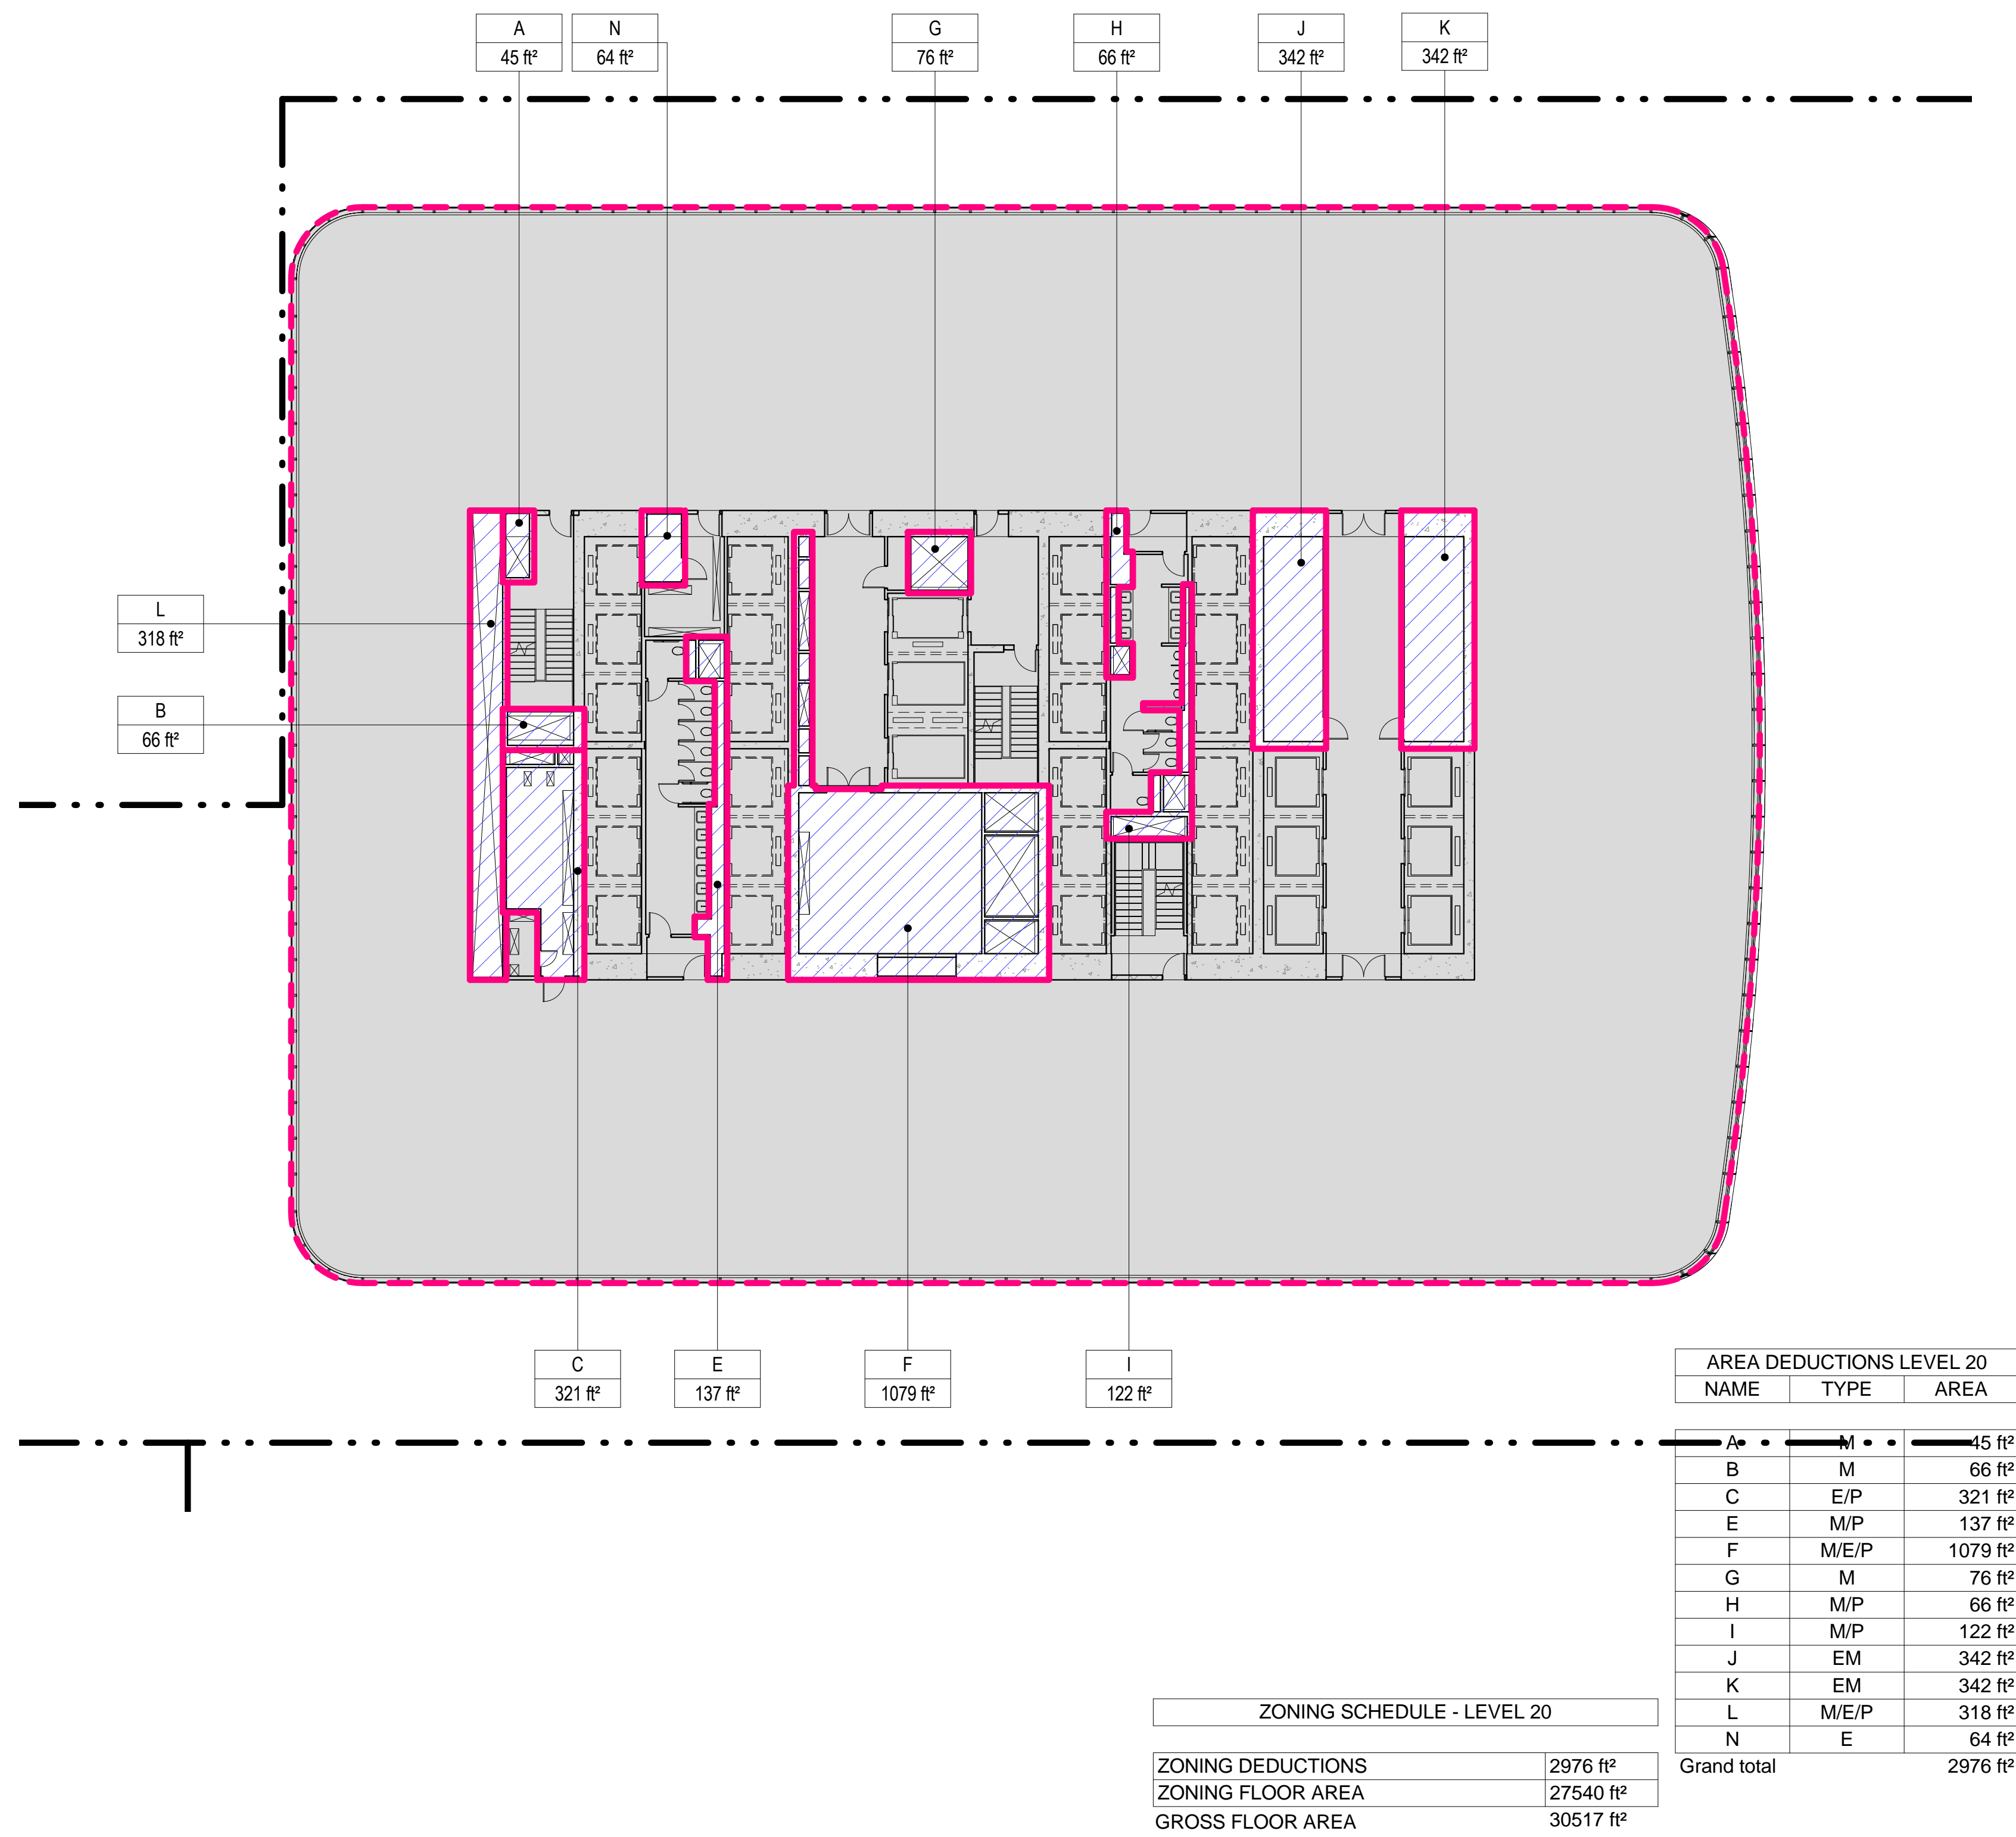 A N G H J K
45 ft² 64 ft² 76 ft² 66 ft² 342 ft² 342 ft²
L
318 ft²
B
66 ft²
C E F I
321 ft² 137 ft² 1079 ft² 122 ft²
AREA DEDUCTIONS LEVEL 20
NAME TYPE AREA
A M 45 ft²
B M 66 ft²
C E/P 321 ft²
E M/P 137 ft²
F M/E/P 1079 ft²
G M 76 ft²
H M/P 66 ft²
I M/P 122 ft²
J EM 342 ft²
K EM 342 ft²
L M/E/P 318 ft²
N E 64 ft²
Grand total 2976 ft²
ZONING SCHEDULE - LEVEL 20
ZONING DEDUCTIONS 2976 ft²
ZONING FLOOR AREA 27540 ft²
GROSS FLOOR AREA 30517 ft²